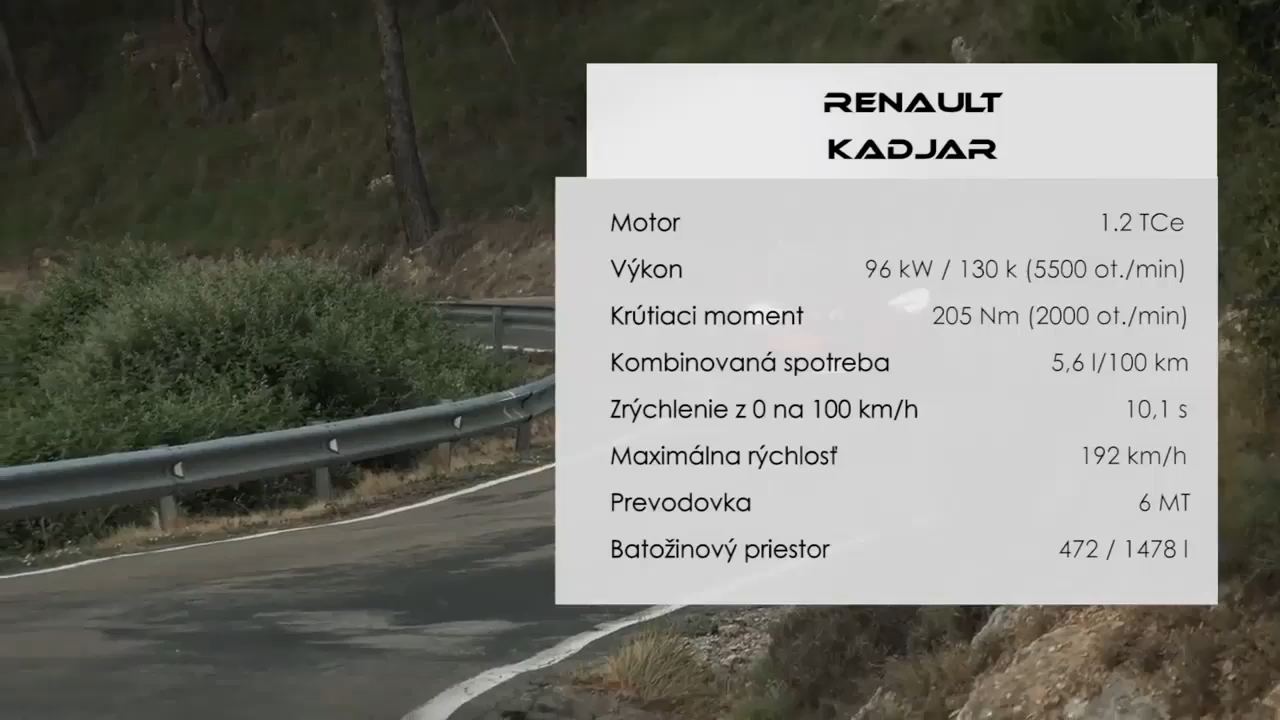 RENAULT
KADJAR
Motor 1.2 TCe
Výkon 96 kW / 130 k (5500 ot./min)
Krútiaci moment 205 Nm (2000 ot./min)
Kombinovaná spotreba 5,6 l/100 km
Zrýchlenie z 0 na 100 km/h 10,1 s
Maximálna rýchlosť 192 km/h
Prevodovka 6 MT
Batožinový priestor 472 / 1478 l